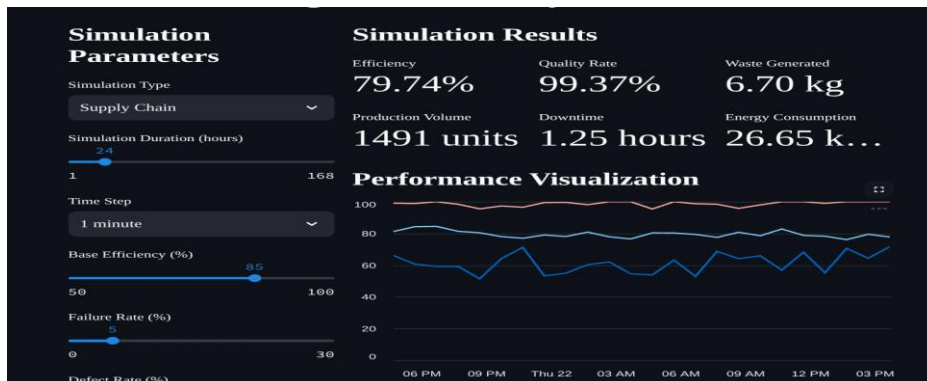 Simulation
Parameters
Simulation Type
Supply Chain
Simulation Duration (hours)
24
1 168
Time Step
1 minute
Base Efficiency (%)
85
50 100
Failure Rate (%)
5
0 30
Defect Rate (%)
Simulation Results
Efficiency Quality Rate Waste Generated
79.74% 99.37% 6.70 kg
Production Volume Downtime Energy Consumption
1491 units 1.25 hours 26.65 k...
Performance Visualization
100
80
60
40
20
0
06 PM 09 PM Thu 22 03 AM 06 AM 09 AM 12 PM 03 PM